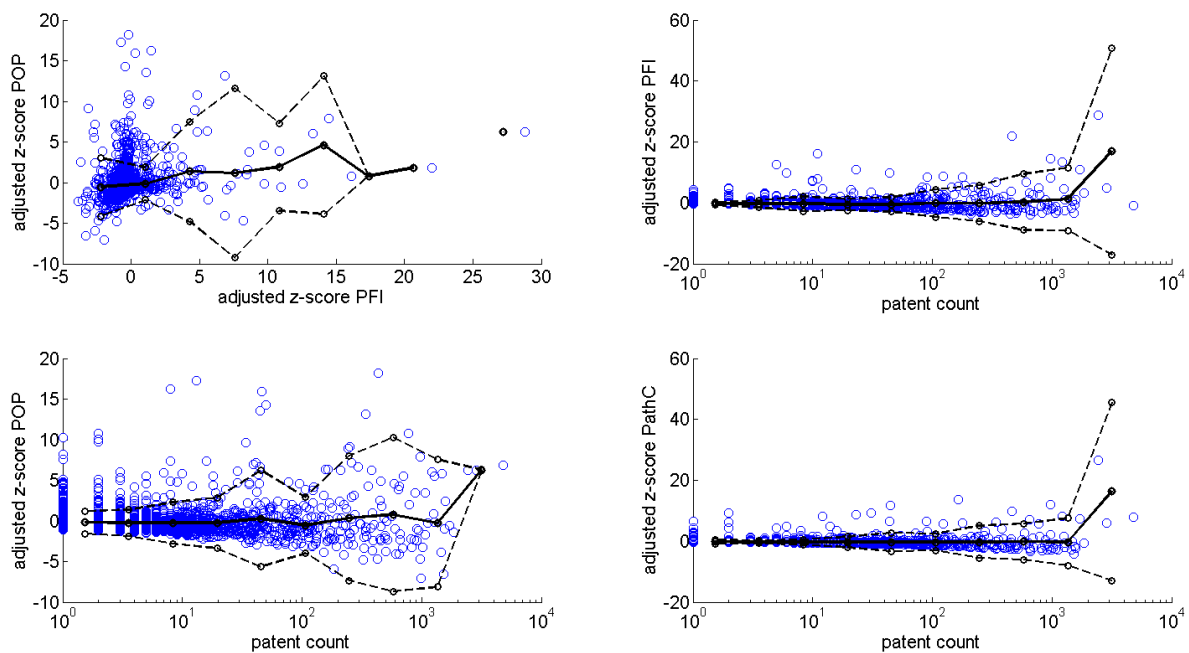 adjusted z-score POP
20
15
10
5
0
-5
-10
-5 0 5 10 15 20 25 30
adjusted z-score PFI
adjusted z-score PFI
60
40
20
0
-20
10^0 10^1 10^2 10^3 10^4
patent count
adjusted z-score POP
20
15
10
5
0
-5
-10
10^0 10^1 10^2 10^3 10^4
patent count
adjusted z-score PathC
60
40
20
0
-20
10^0 10^1 10^2 10^3 10^4
patent count